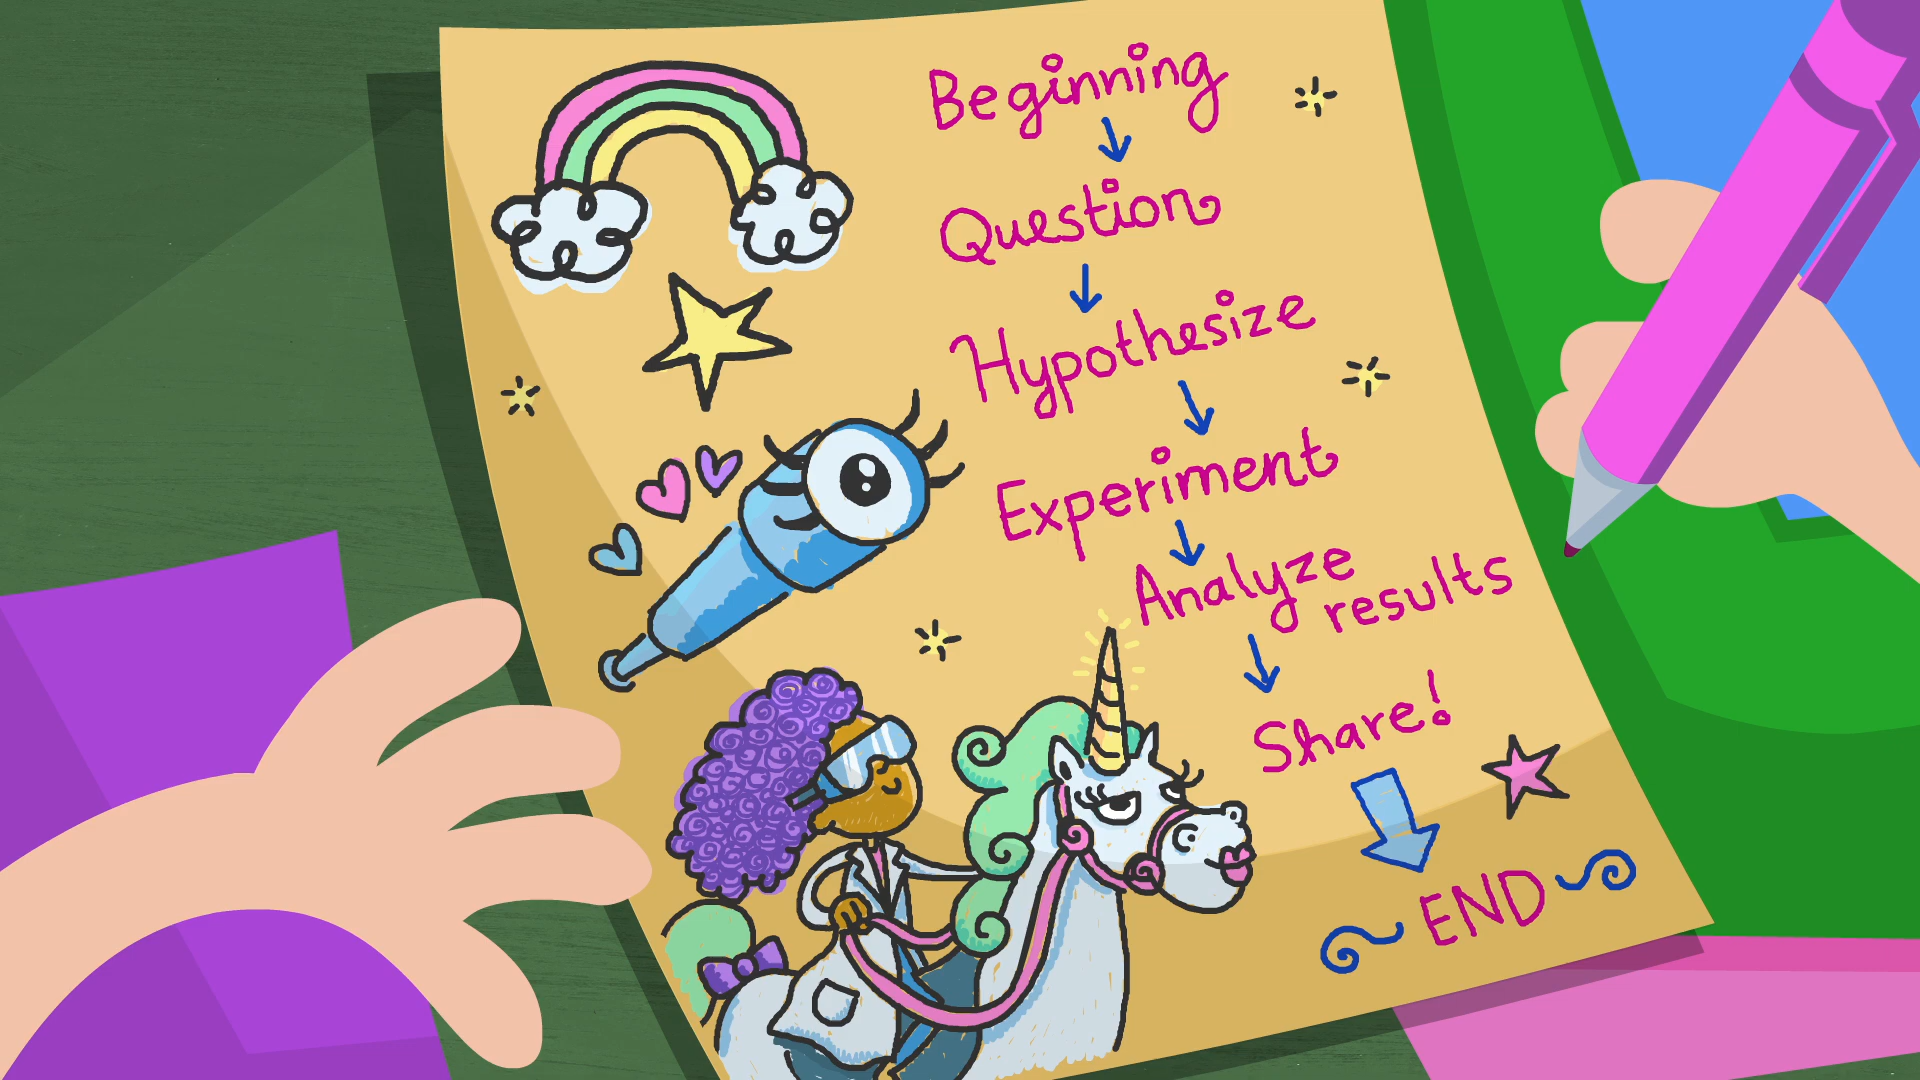 Beginning
Question
Hypothesize
Experiment
Analyze
results
Share!
END